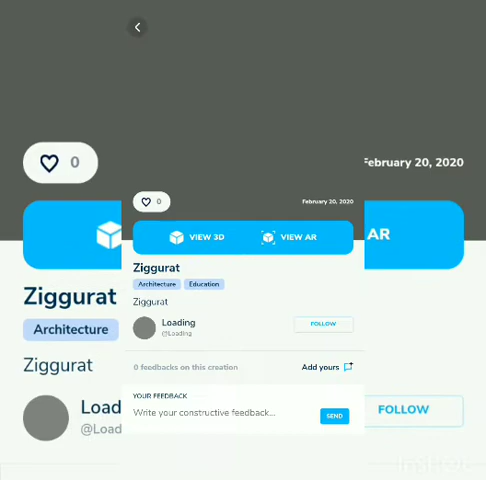 0
February 20, 2020
0
February 20, 2020
VIEW 3D
VIEW AR
AR
Ziggurat
Architecture
Education
Ziggurat
Loading
@Loading
FOLLOW
0 feedbacks on this creation
Add yours
YOUR FEEDBACK
Write your constructive feedback...
SEND
Ziggurat
Architecture
Ziggurat
Load
@Load
FOLLOW
InShOt